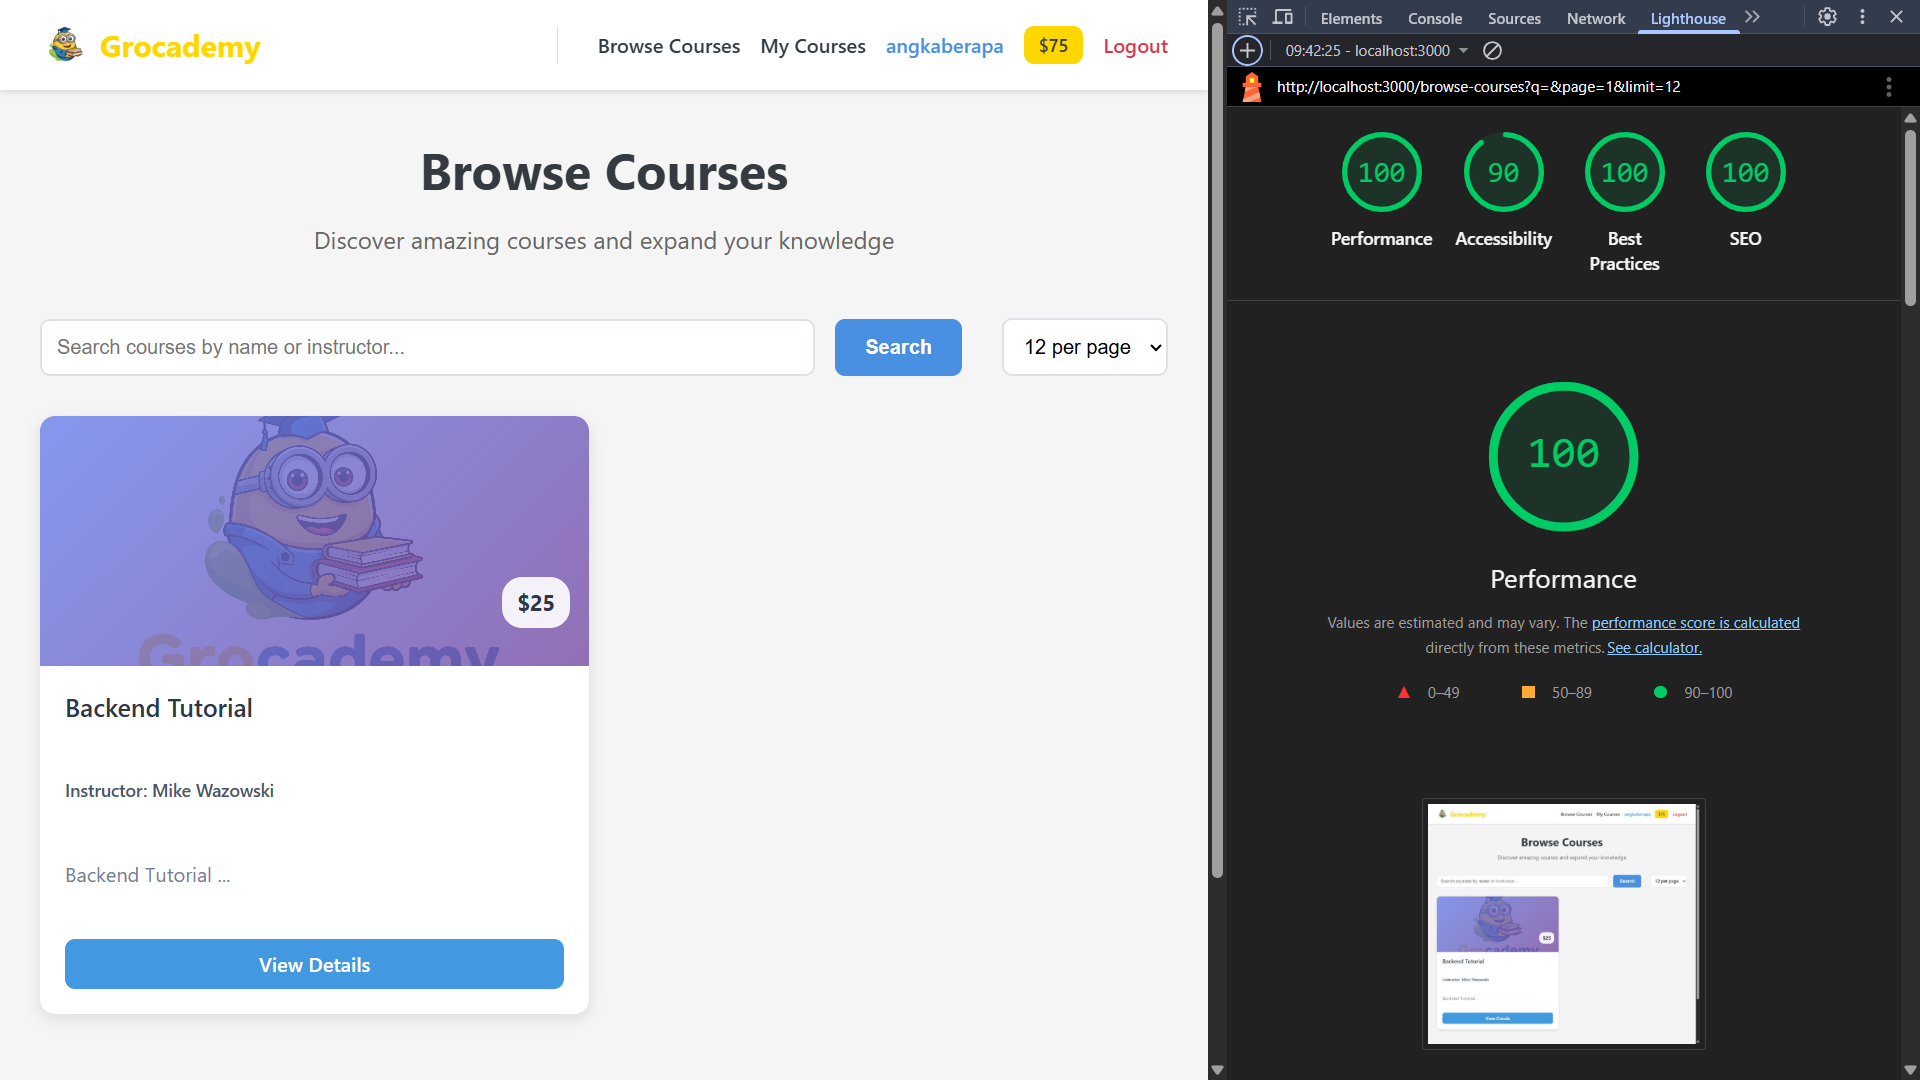 Grocademy
Browse Courses
My Courses
angkaberapa
$75
Logout
Browse Courses
Discover amazing courses and expand your knowledge
Search courses by name or instructor...
Search
12 per page
$25
Grocademy
Backend Tutorial
Instructor: Mike Wazowski
Backend Tutorial ...
View Details
Elements
Console
Sources
Network
Lighthouse
09:42:25 - localhost:3000
http://localhost:3000/browse-courses?q=&page=1&limit=12
100
90
100
100
Performance
Accessibility
Best
Practices
SEO
100
Performance
Values are estimated and may vary. The performance score is calculated
directly from these metrics. See calculator.
0–49
50–89
90–100
Grocademy
Browse Courses
My Courses
angkaberapa
$75
Logout
Browse Courses
Discover amazing courses and expand your knowledge
Search courses by name or instructor...
Search
12 per page
$25
Grocademy
Backend Tutorial
Instructor: Mike Wazowski
Backend Tutorial ...
View Details